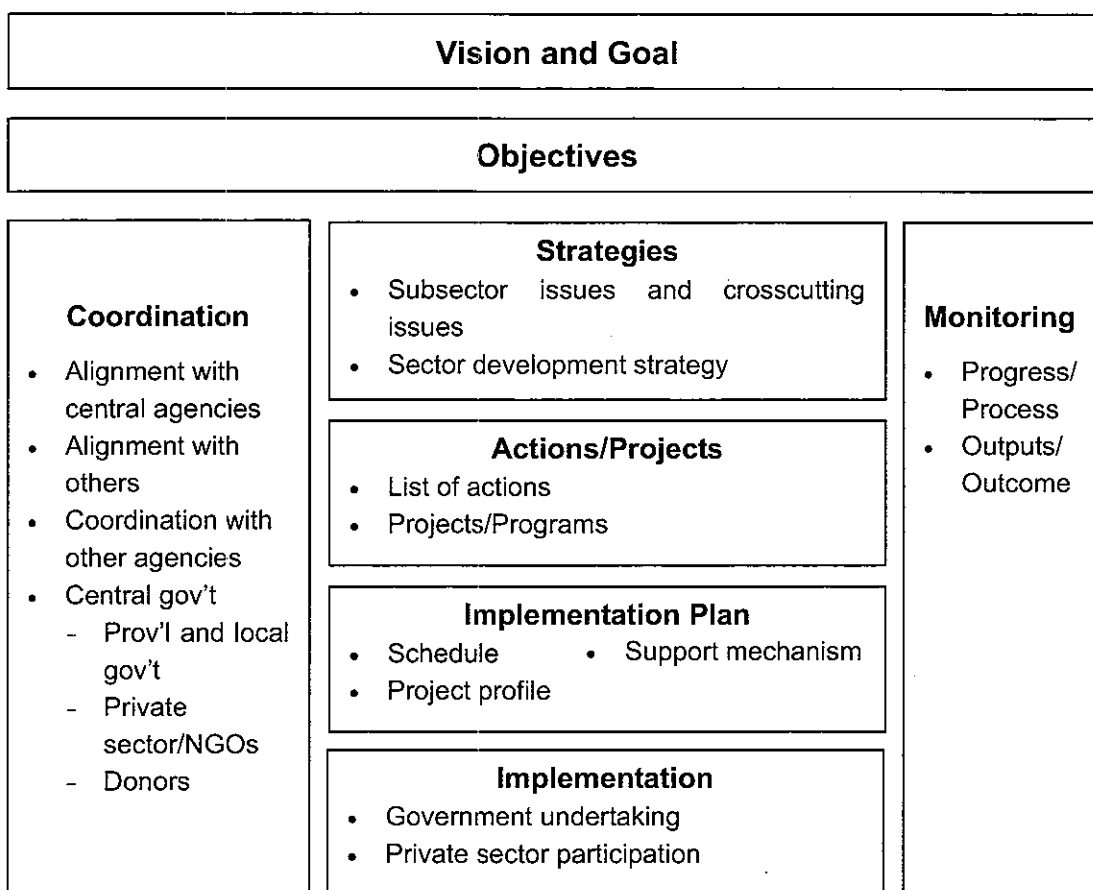 Vision and Goal
Objectives
Coordination
• Alignment with
central agencies
• Alignment with
others
• Coordination with
other agencies
• Central gov't
- Prov'l and local
gov't
- Private
sector/NGOs
- Donors
Strategies
• Subsector issues and crosscutting
issues
• Sector development strategy
Actions/Projects
• List of actions
• Projects/Programs
Implementation Plan
• Schedule • Support mechanism
• Project profile
Implementation
• Government undertaking
• Private sector participation
Monitoring
• Progress/
Process
• Outputs/
Outcome